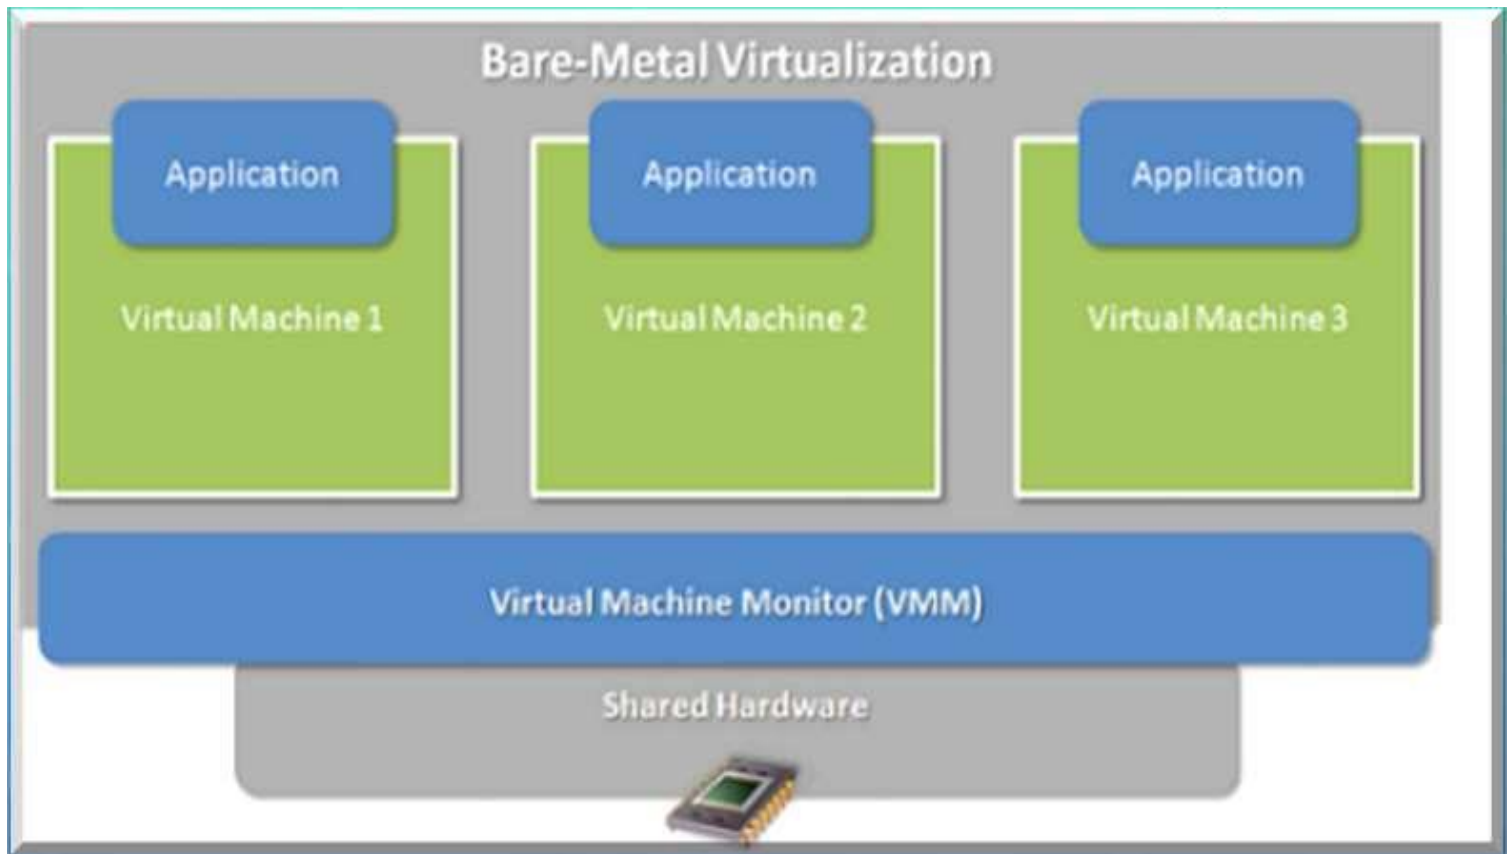 Bare-Metal Virtualization
Application
Application
Application
Virtual Machine 1
Virtual Machine 2
Virtual Machine 3
Virtual Machine Monitor (VMM)
Shared Hardware